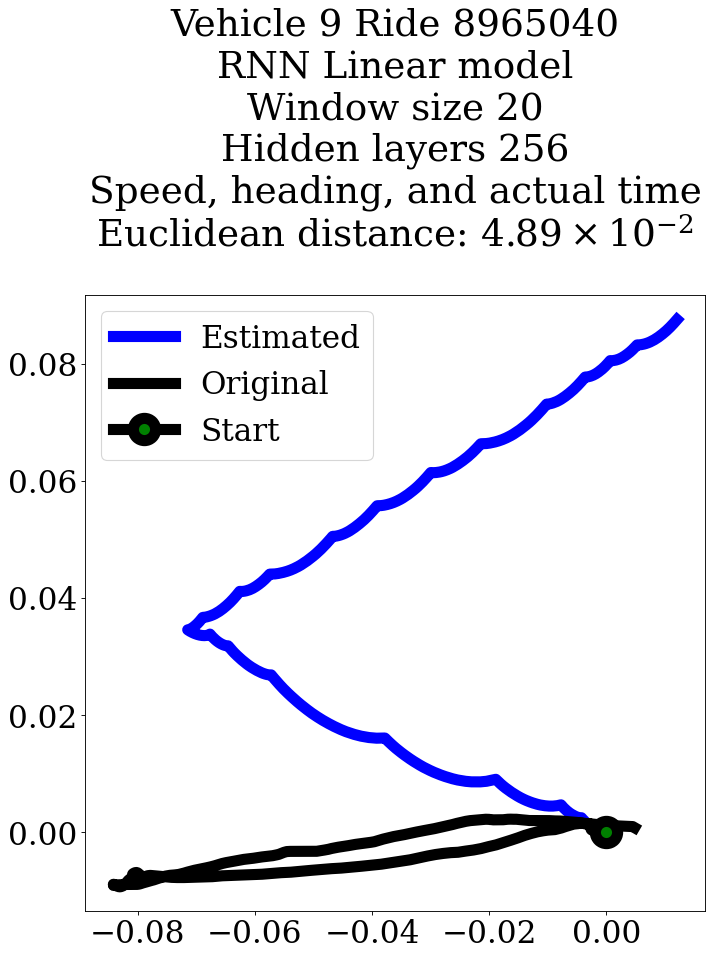 Vehicle 9 Ride 8965040
RNN Linear model
Window size 20
Hidden layers 256
Speed, heading, and actual time
Euclidean distance: 4.89 × 10⁻²
Estimated
Original
Start
0.08
0.06
0.04
0.02
0.00
−0.08 −0.06 −0.04 −0.02 0.00